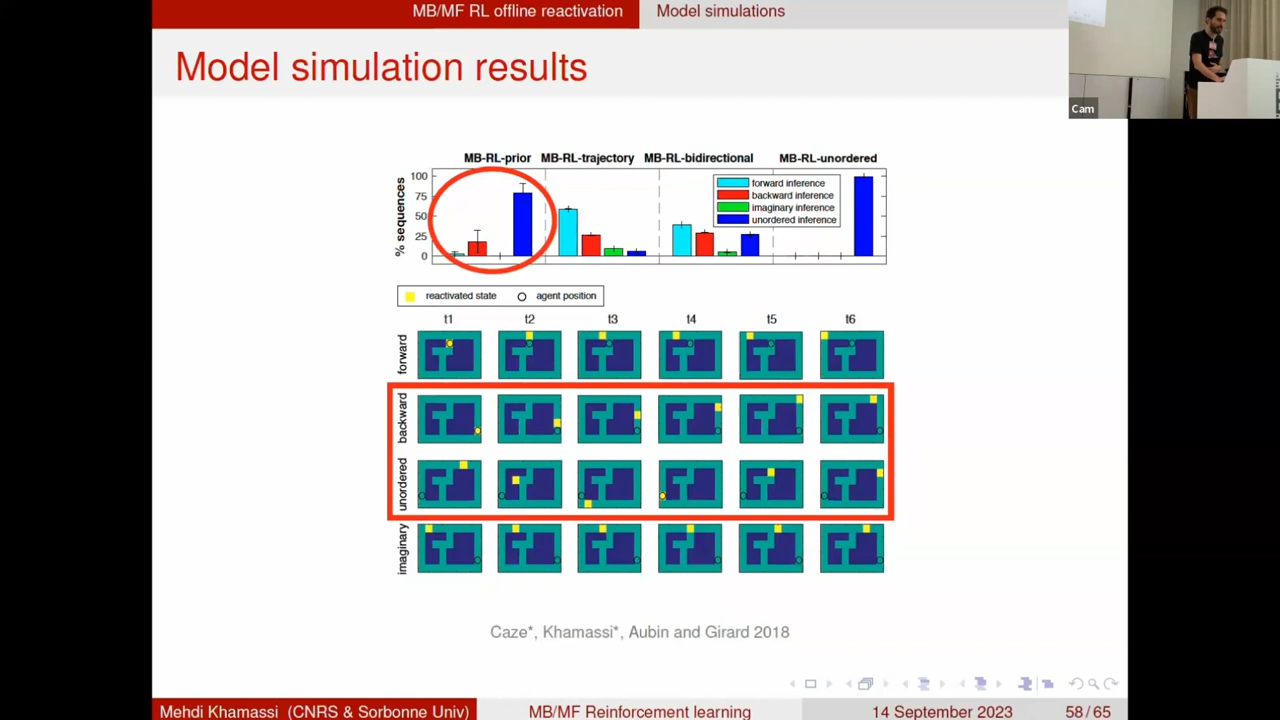 MB/MF RL offline reactivation Model simulations
Model simulation results
Cam
MB-RL-prior MB-RL-trajectory MB-RL-bidirectional MB-RL-unordered
% sequences
100
75
50
25
0
forward inference
backward inference
imaginary inference
unordered inference
reactivated state agent position
t1 t2 t3 t4 t5 t6
forward
backward
unordered
imaginary
Caze*, Khamassi*, Aubin and Girard 2018
Mehdi Khamassi (CNRS & Sorbonne Univ) MB/MF Reinforcement learning 14 September 2023 58 / 65